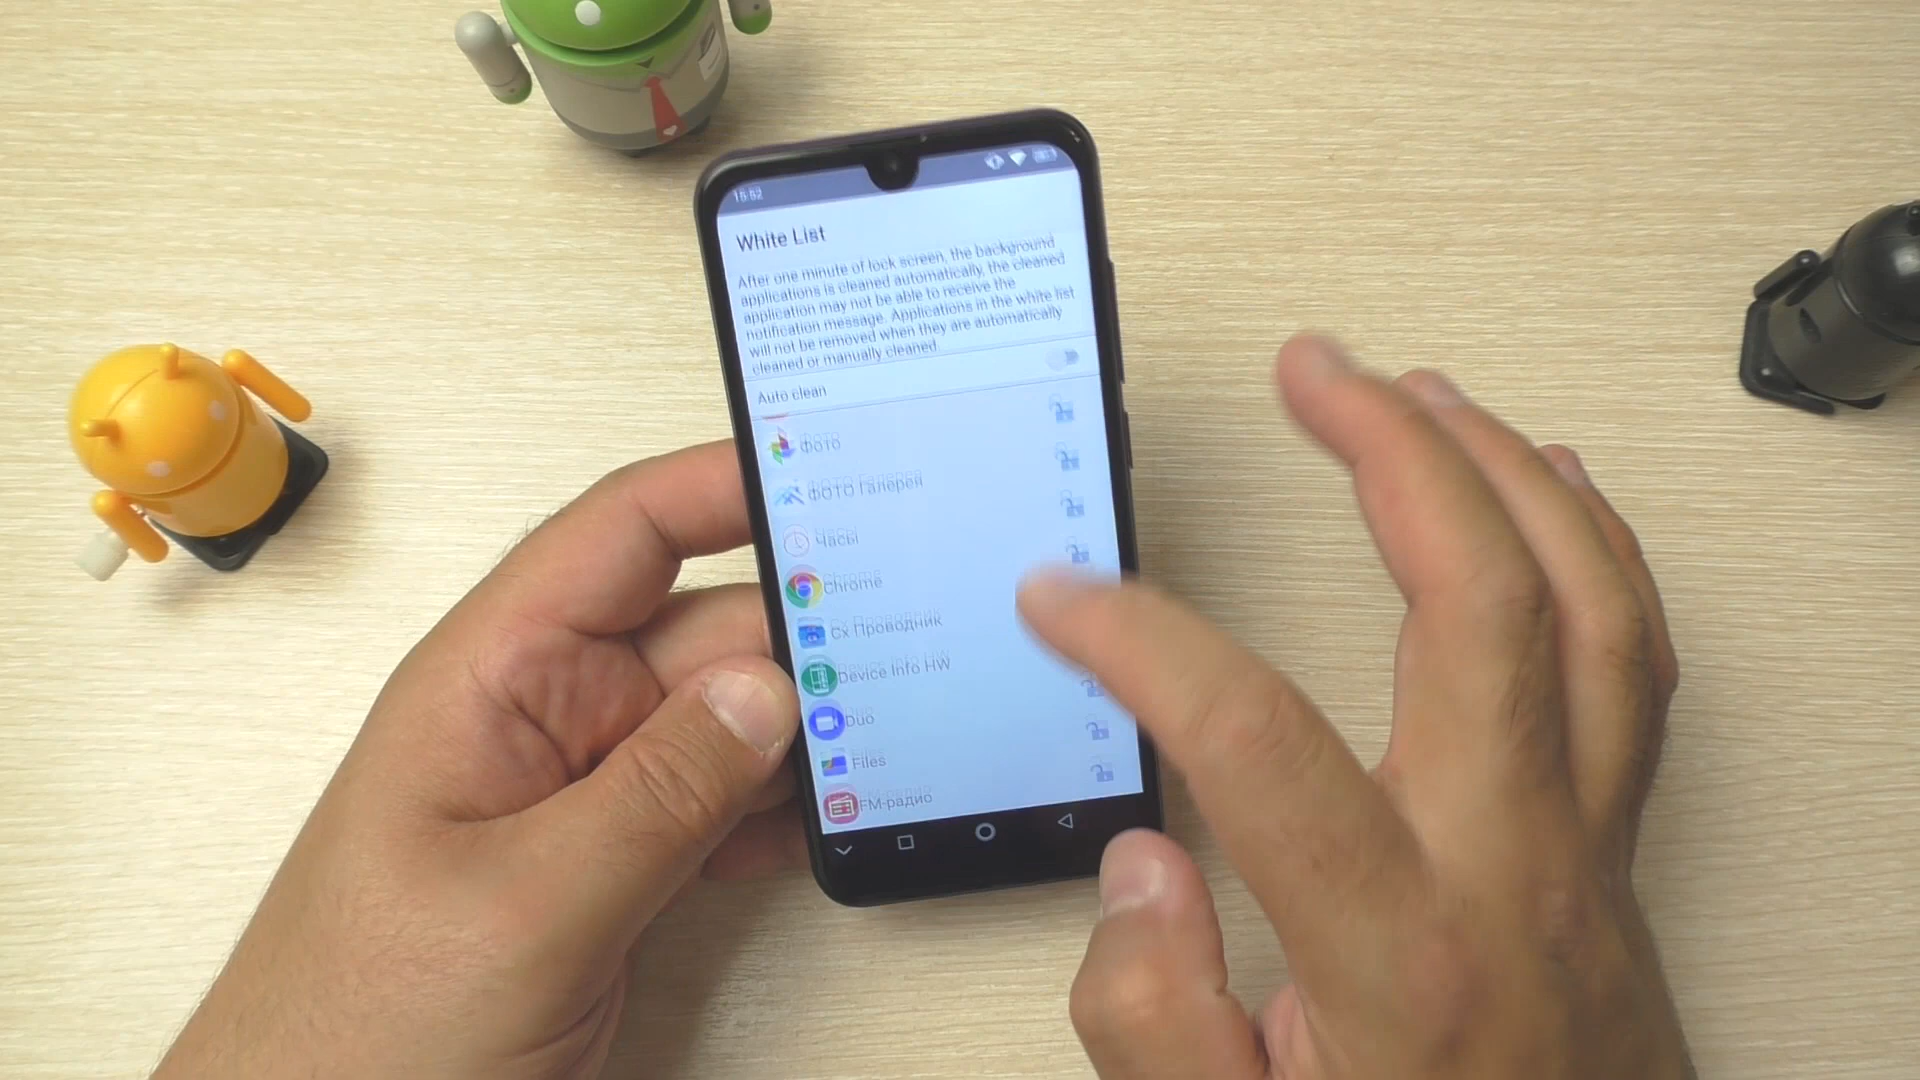 15:52
White List
After one minute of lock screen, the background
applications is cleaned automatically, the cleaned
application may not be able to receive the
notification message. Applications in the white list
will not be removed when they are automatically
cleaned or manually cleaned.
Auto clean
Фото
ФОТО Галерея
Часы
Chrome
Cx Проводник
Device Info HW
Duo
Files
FM-радио